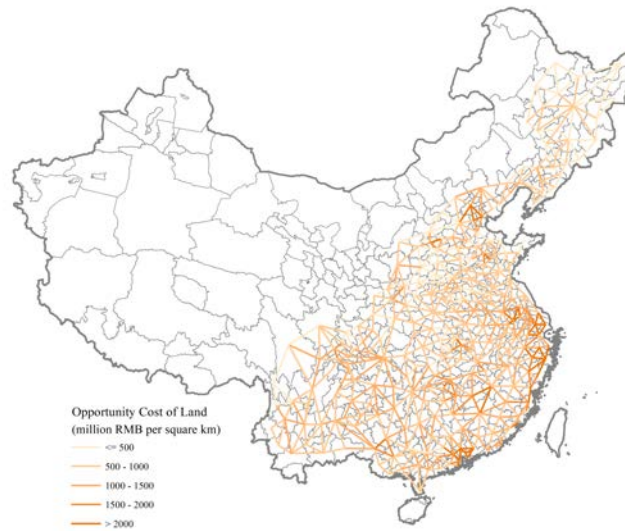 Opportunity Cost of Land
(million RMB per square km)
<= 500
500 - 1000
1000 - 1500
1500 - 2000
> 2000